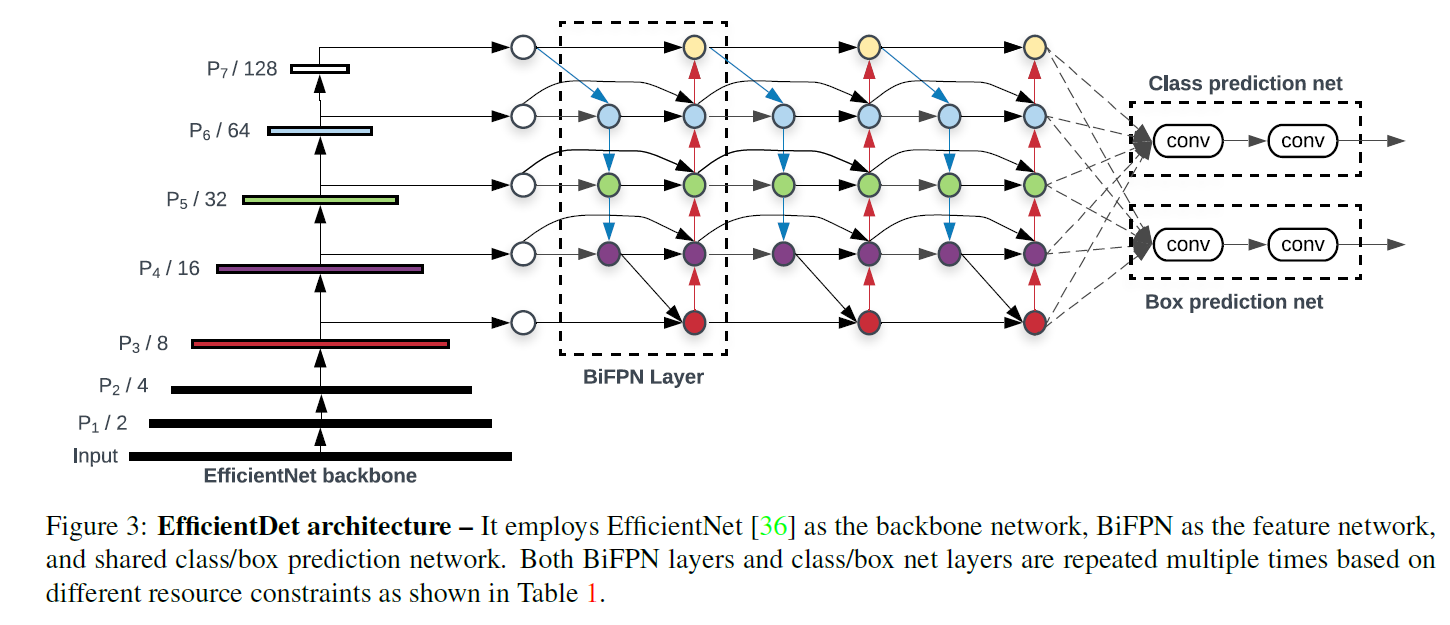 P7 / 128
P6 / 64
P5 / 32
P4 / 16
P3 / 8
P2 / 4
P1 / 2
Input
EfficientNet backbone
BiFPN Layer
Class prediction net
conv conv
conv conv
Box prediction net
Figure 3: EfficientDet architecture – It employs EfficientNet [36] as the backbone network, BiFPN as the feature network,
and shared class/box prediction network. Both BiFPN layers and class/box net layers are repeated multiple times based on
different resource constraints as shown in Table 1.